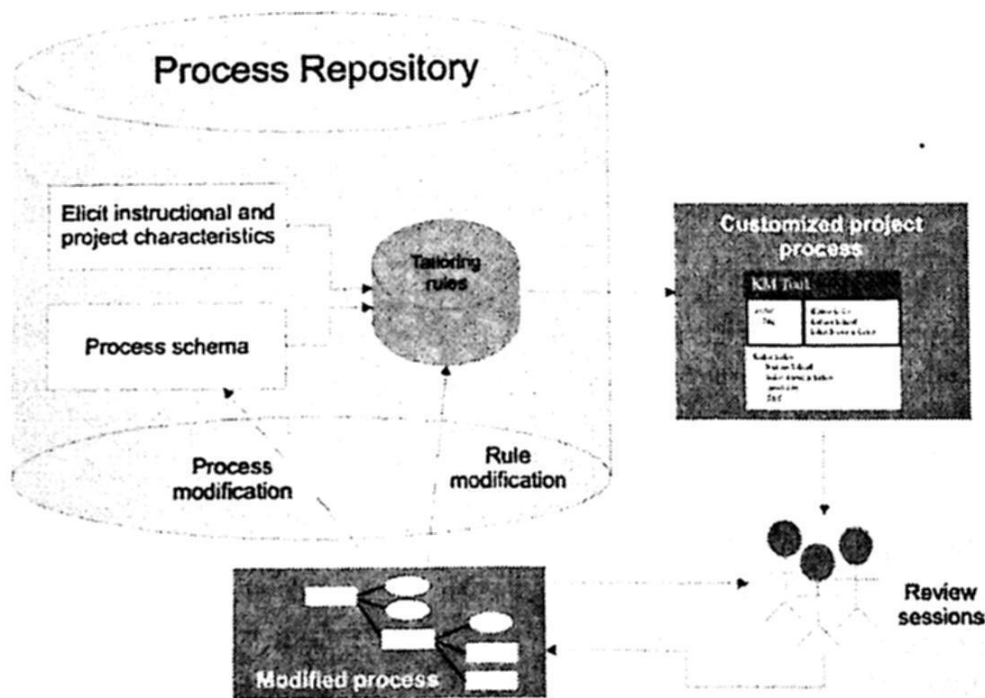 Process Repository
Elicit instructional and
project characteristics
Tailoring
rules
Customized project
process
KM Tool
Process schema
Process
modification
Rule
modification
Review
sessions
Modified process